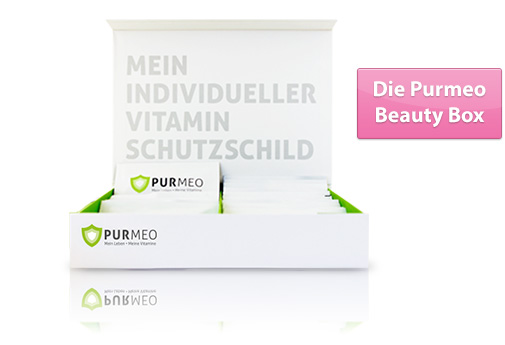 MEIN
INDIVIDUELLER
VITAMIN
SCHUTZSCHILD
Die Purmeo
Beauty Box
PURMEO
Mein Leben • Meine Vitamine
PURMEO
Mein Leben • Meine Vitamine